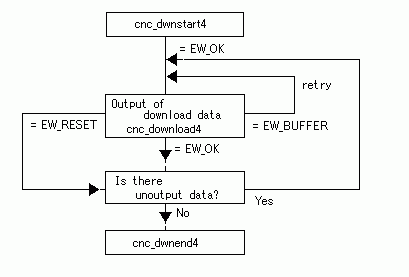 cnc_dwnstart4
= EW_OK
retry
Output of
download data
cnc_download4
= EW_RESET
= EW_BUFFER
= EW_OK
Is there
unoutput data?
Yes
No
cnc_dwnend4